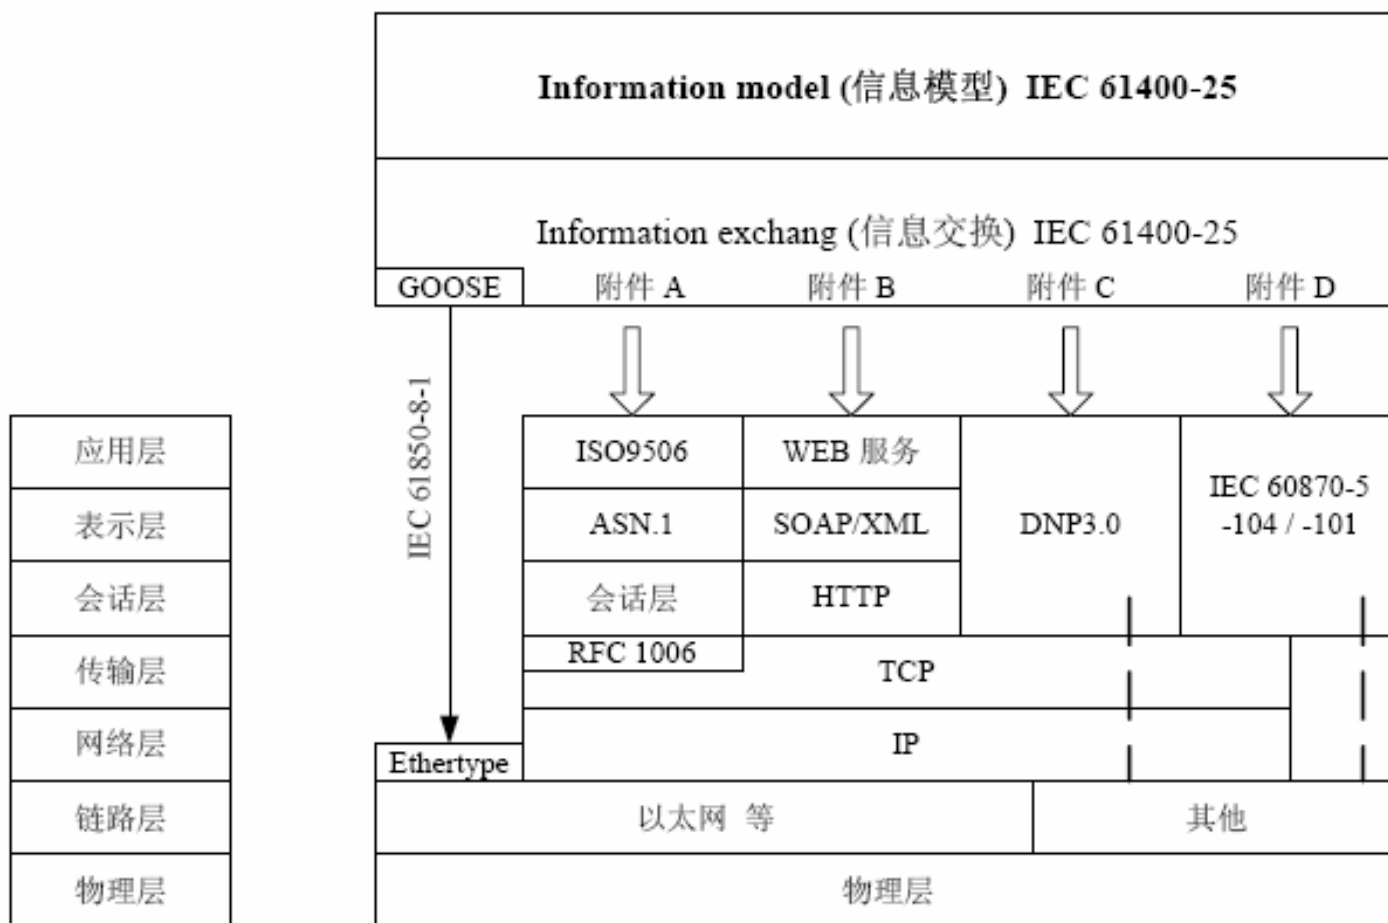 Information model (信息模型) IEC 61400-25
Information exchang (信息交换) IEC 61400-25
GOOSE
附件 A
附件 B
附件 C
附件 D
IEC 61850-8-1
应用层
ISO9506
WEB 服务
DNP3.0
IEC 60870-5
-104 / -101
表示层
ASN.1
SOAP/XML
会话层
会话层
HTTP
传输层
RFC 1006
TCP
网络层
Ethertype
IP
链路层
以太网 等
其他
物理层
物理层